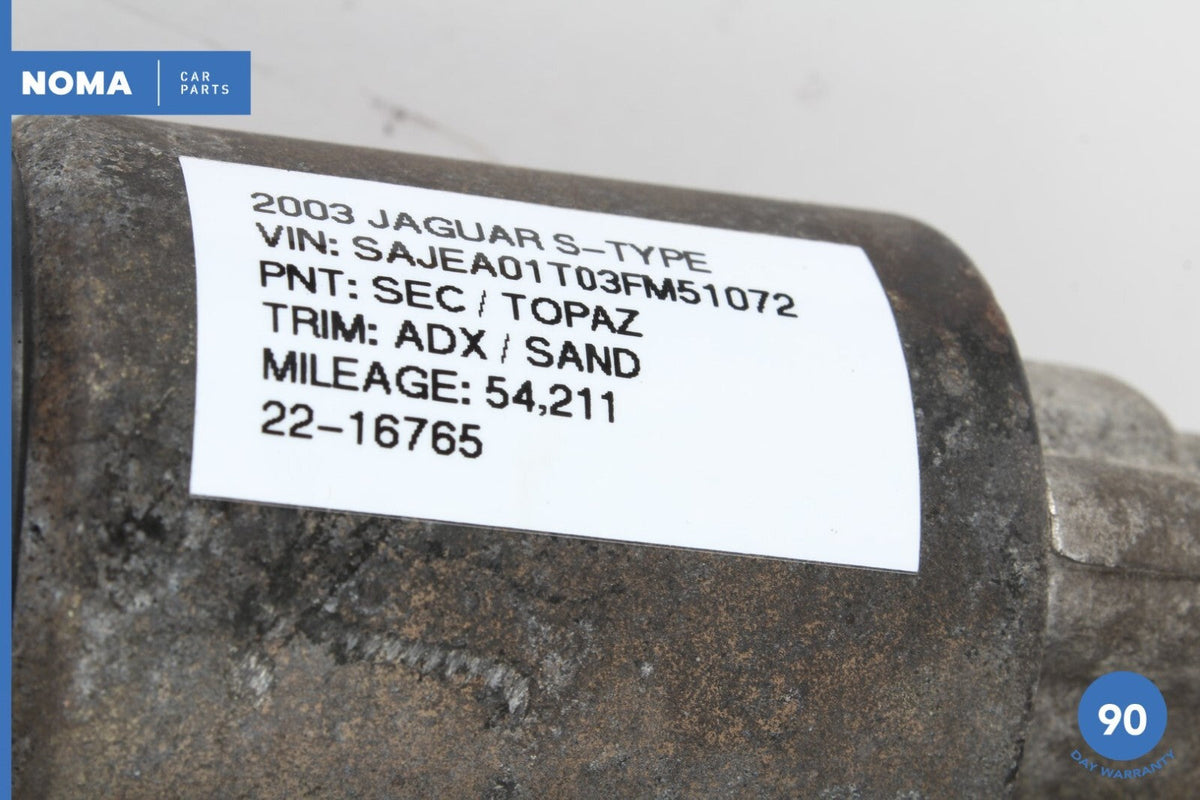 NOMA
CAR
PARTS
2003 JAGUAR S-TYPE
VIN: SAJEA01T03FM51072
PNT: SEC / TOPAZ
TRIM: ADX / SAND
MILEAGE: 54,211
22-16765
90
DAY WARRANTY